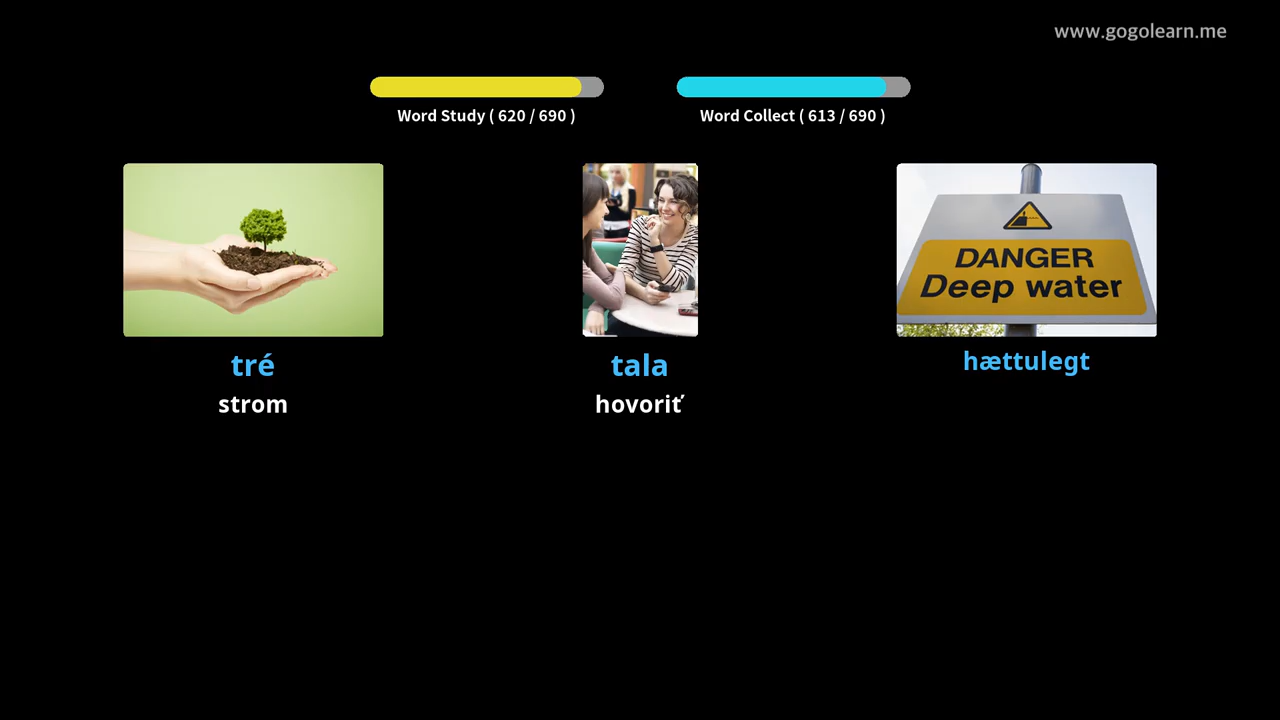 www.gogolearn.me
Word Study ( 620 / 690 )
Word Collect ( 613 / 690 )
DANGER
Deep water
tré
tala
hættulegt
strom
hovoriť